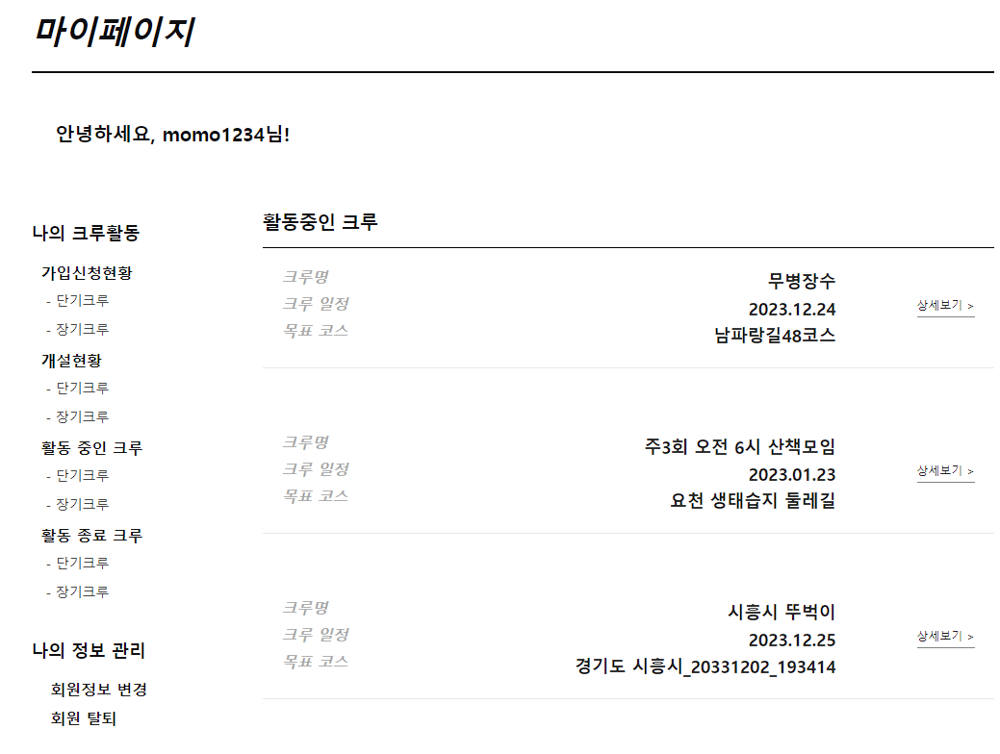 마이페이지
안녕하세요, momo1234님!
나의 크루활동
가입신청현황
- 단기크루
- 장기크루
개설현황
- 단기크루
- 장기크루
활동 중인 크루
- 단기크루
- 장기크루
활동 종료 크루
- 단기크루
- 장기크루
나의 정보 관리
회원정보 변경
회원 탈퇴
활동중인 크루
크루명 무병장수
크루 일정 2023.12.24
목표 코스 남파랑길48코스
상세보기 >
크루명 주3회 오전 6시 산책모임
크루 일정 2023.01.23
목표 코스 요천 생태습지 둘레길
상세보기 >
크루명 시흥시 뚜벅이
크루 일정 2023.12.25
목표 코스 경기도 시흥시_20331202_193414
상세보기 >